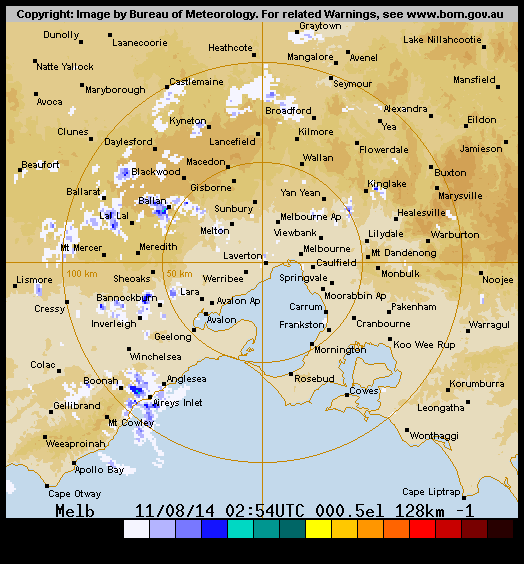 Copyright: Image by Bureau of Meteorology. For related Warnings, see www.bom.gov.au
Graytown
Dunolly
Laanecoorie
Lake Nillahcootie
Heathcote
Mangalore
Avenel
Natte Yallock
Castlemaine
Seymour
Mansfield
Maryborough
Avoca
Broadford
Alexandra
Kyneton
Eildon
Clunes
Kilmore
Yea
Daylesford
Lancefield
Flowerdale
Jamieson
Macedon
Wallan
Beaufort
Blackwood
Buxton
Ballarat
Gisborne
Yan Yean
Kinglake
Marysville
Ballan
Sunbury
Lal Lal
Melbourne Ap
Healesville
Melton
Viewbank
Lilydale
Warburton
Mt Mercer
Meredith
Melbourne
Laverton
Mt Dandenong
Caulfield
100 km
50 km
Lismore
Sheoaks
Werribee
Springvale
Monbulk
Noojee
Lara
Moorabbin Ap
Bannockburn
Avalon Ap
Cressy
Carrum
Pakenham
Inverleigh
Avalon
Frankston
Cranbourne
Warragul
Geelong
Koo Wee Rup
Mornington
Winchelsea
Colac
Boonah
Anglesea
Rosebud
Korumburra
Cowes
Gellibrand
Aireys Inlet
Leongatha
Mt Cowley
Wonthaggi
Weeaproinah
Apollo Bay
Cape Otway
Cape Liptrap
Melb 11/08/14 02:54UTC 000.5el 128km -1